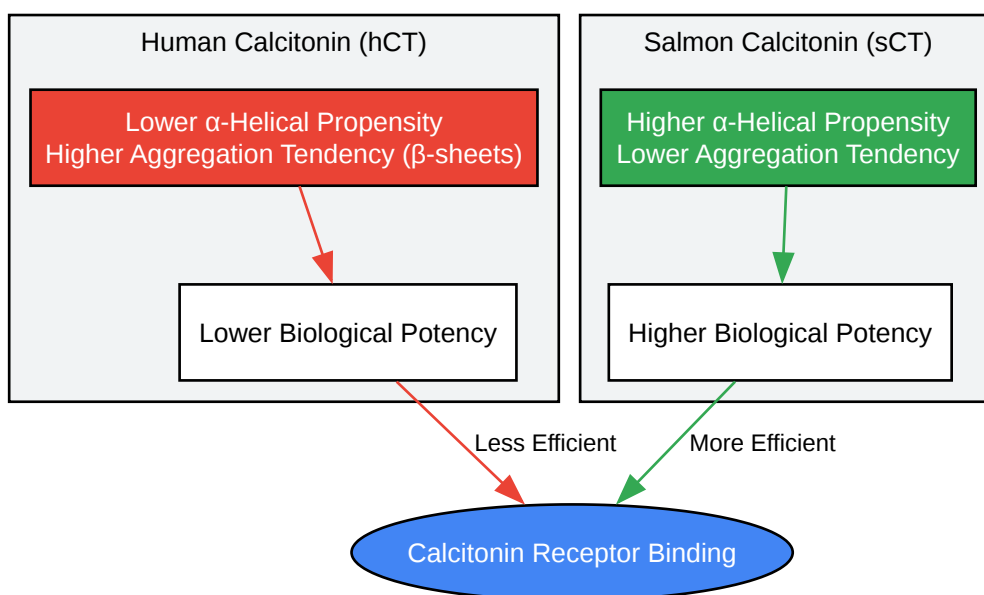 Human Calcitonin (hCT)
Lower α-Helical Propensity
Higher Aggregation Tendency (β-sheets)
Lower Biological Potency
Salmon Calcitonin (sCT)
Higher α-Helical Propensity
Lower Aggregation Tendency
Higher Biological Potency
Less Efficient
More Efficient
Calcitonin Receptor Binding